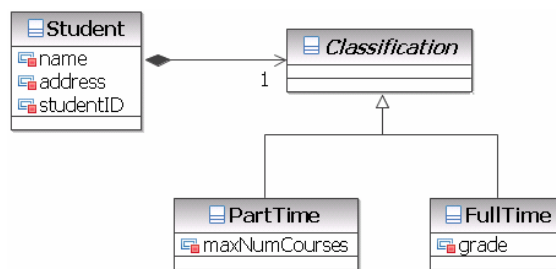 Student
name
address
studentID
1
Classification
PartTime
maxNumCourses
FullTime
grade